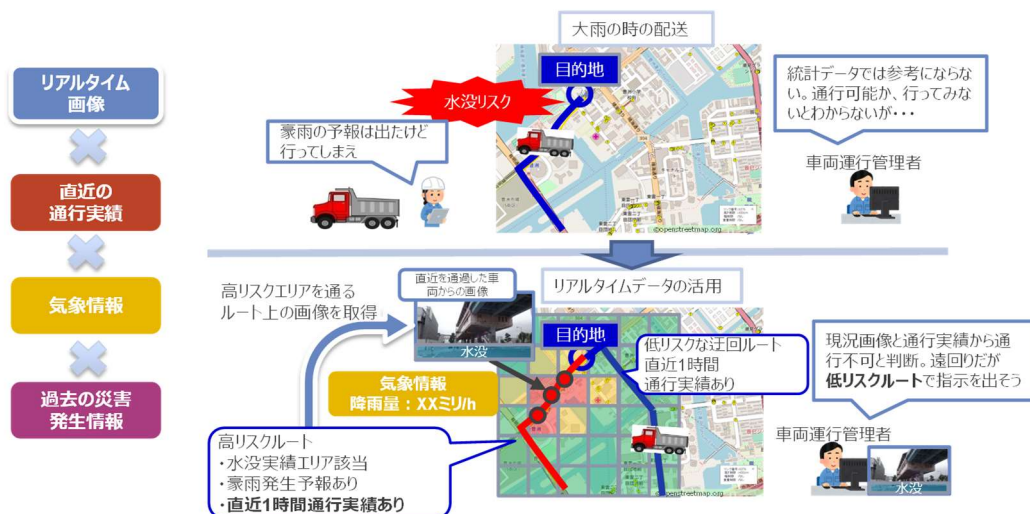 リアルタイム
画像
直近の
通行実績
気象情報
過去の災害
発生情報
大雨の時の配送
目的地
水没リスク
豪雨の予報は出たけど
行ってしまえ
統計データでは参考にならな
い。通行可能か、行ってみな
いとわからないが・・・
車両運行管理者
©openstreetmap.org
リアルタイムデータの活用
高リスクエリアを通る
ルート上の画像を取得
直近を通過した車
両からの画像
水没
目的地
気象情報
降雨量：XXミリ/h
低リスクな迂回ルート
直近1時間
通行実績あり
高リスクルート
・水没実績エリア該当
・豪雨発生予報あり
・直近1時間通行実績あり
現況画像と通行実績から通
行不可と判断。遠回りだが
低リスクルートで指示を出そう
車両運行管理者
水没
©openstreetmap.org